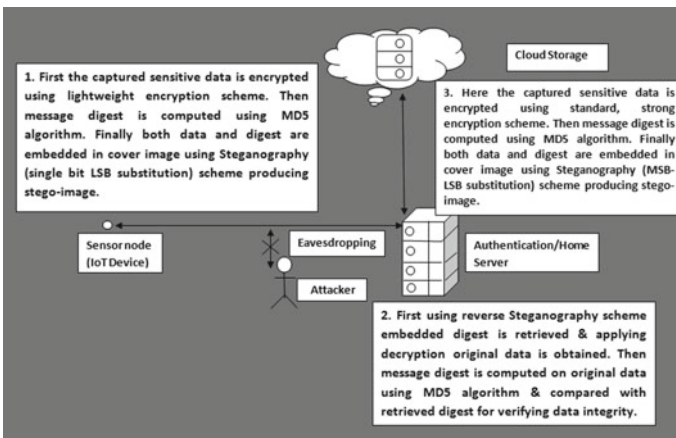 Cloud Storage
1. First the captured sensitive data is encrypted
using lightweight encryption scheme. Then
message digest is computed using MD5
algorithm. Finally both data and digest are
embedded in cover image using Steganography
(single bit LSB substitution) scheme producing
stego-image.
3. Here the captured sensitive data is
encrypted using standard, strong
encryption scheme. Then message digest is
computed using MD5 algorithm. Finally
both data and digest are embedded in
cover image using Steganography (MSB-
LSB substitution) scheme producing stego-
image.
Sensor node
(IoT Device)
Eavesdropping
Attacker
Authentication/Home
Server
2. First using reverse Steganography scheme
embedded digest is retrieved & applying
decryption original data is obtained. Then
message digest is computed on original data
using MD5 algorithm & compared with
retrieved digest for verifying data integrity.